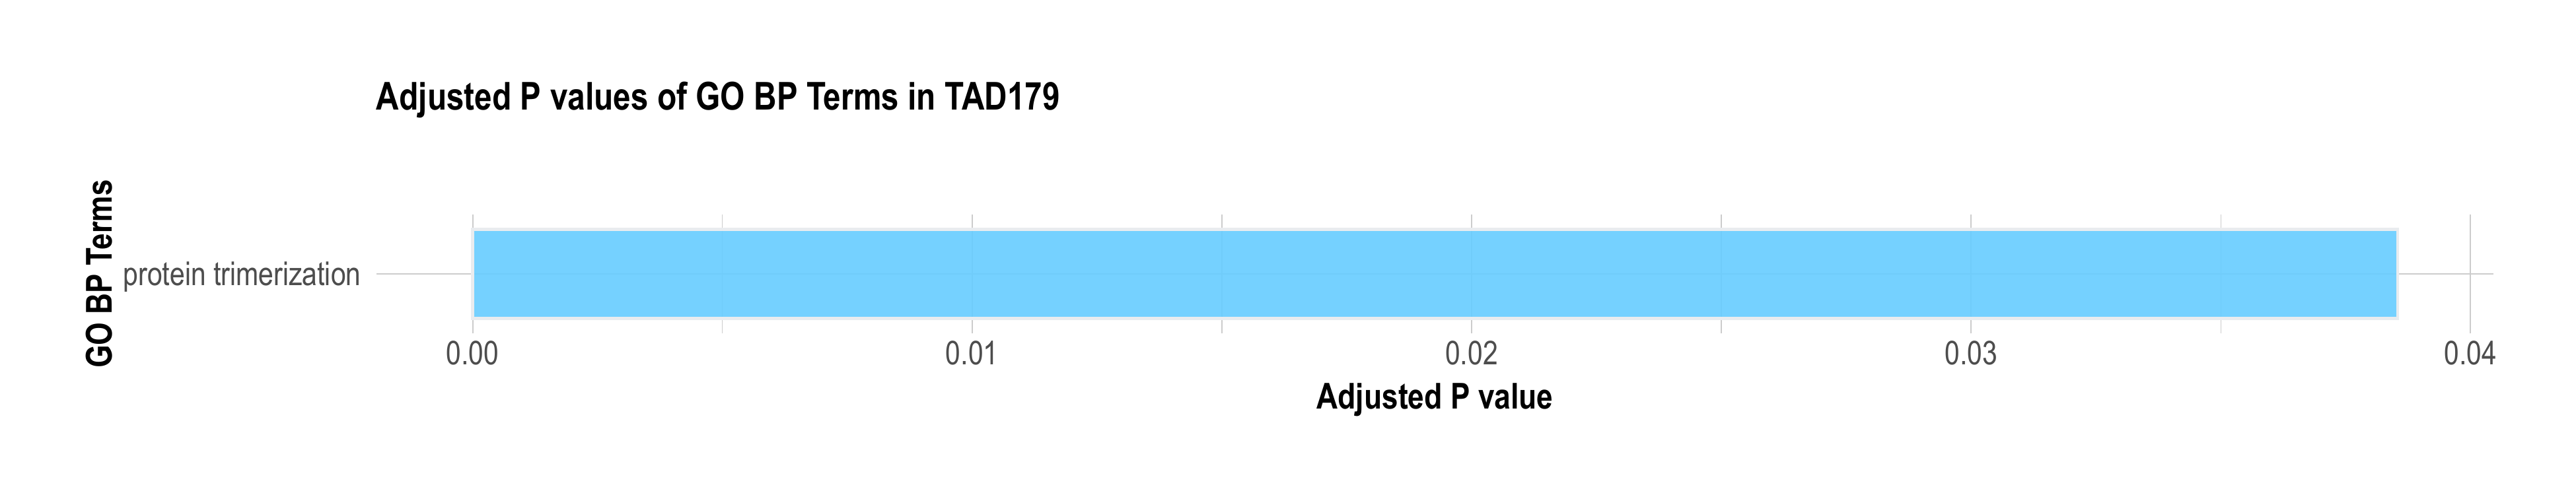 Adjusted P values of GO BP Terms in TAD179
GO BP Terms
protein trimerization
0.00
0.01
0.02
0.03
0.04
Adjusted P value